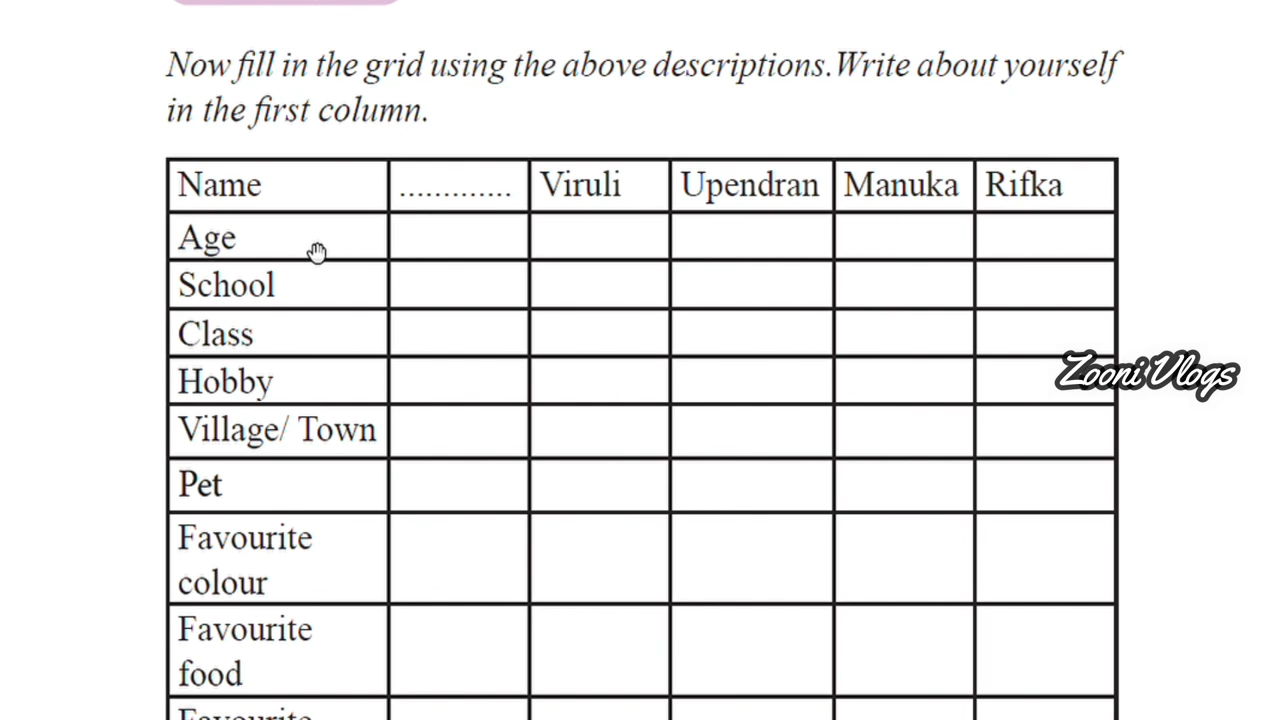 Now fill in the grid using the above descriptions. Write about yourself
in the first column.
Name ............. Viruli Upendran Manuka Rifka
Age
School
Class
Hobby
Zooni Vlogs
Village/ Town
Pet
Favourite
colour
Favourite
food
Favourite